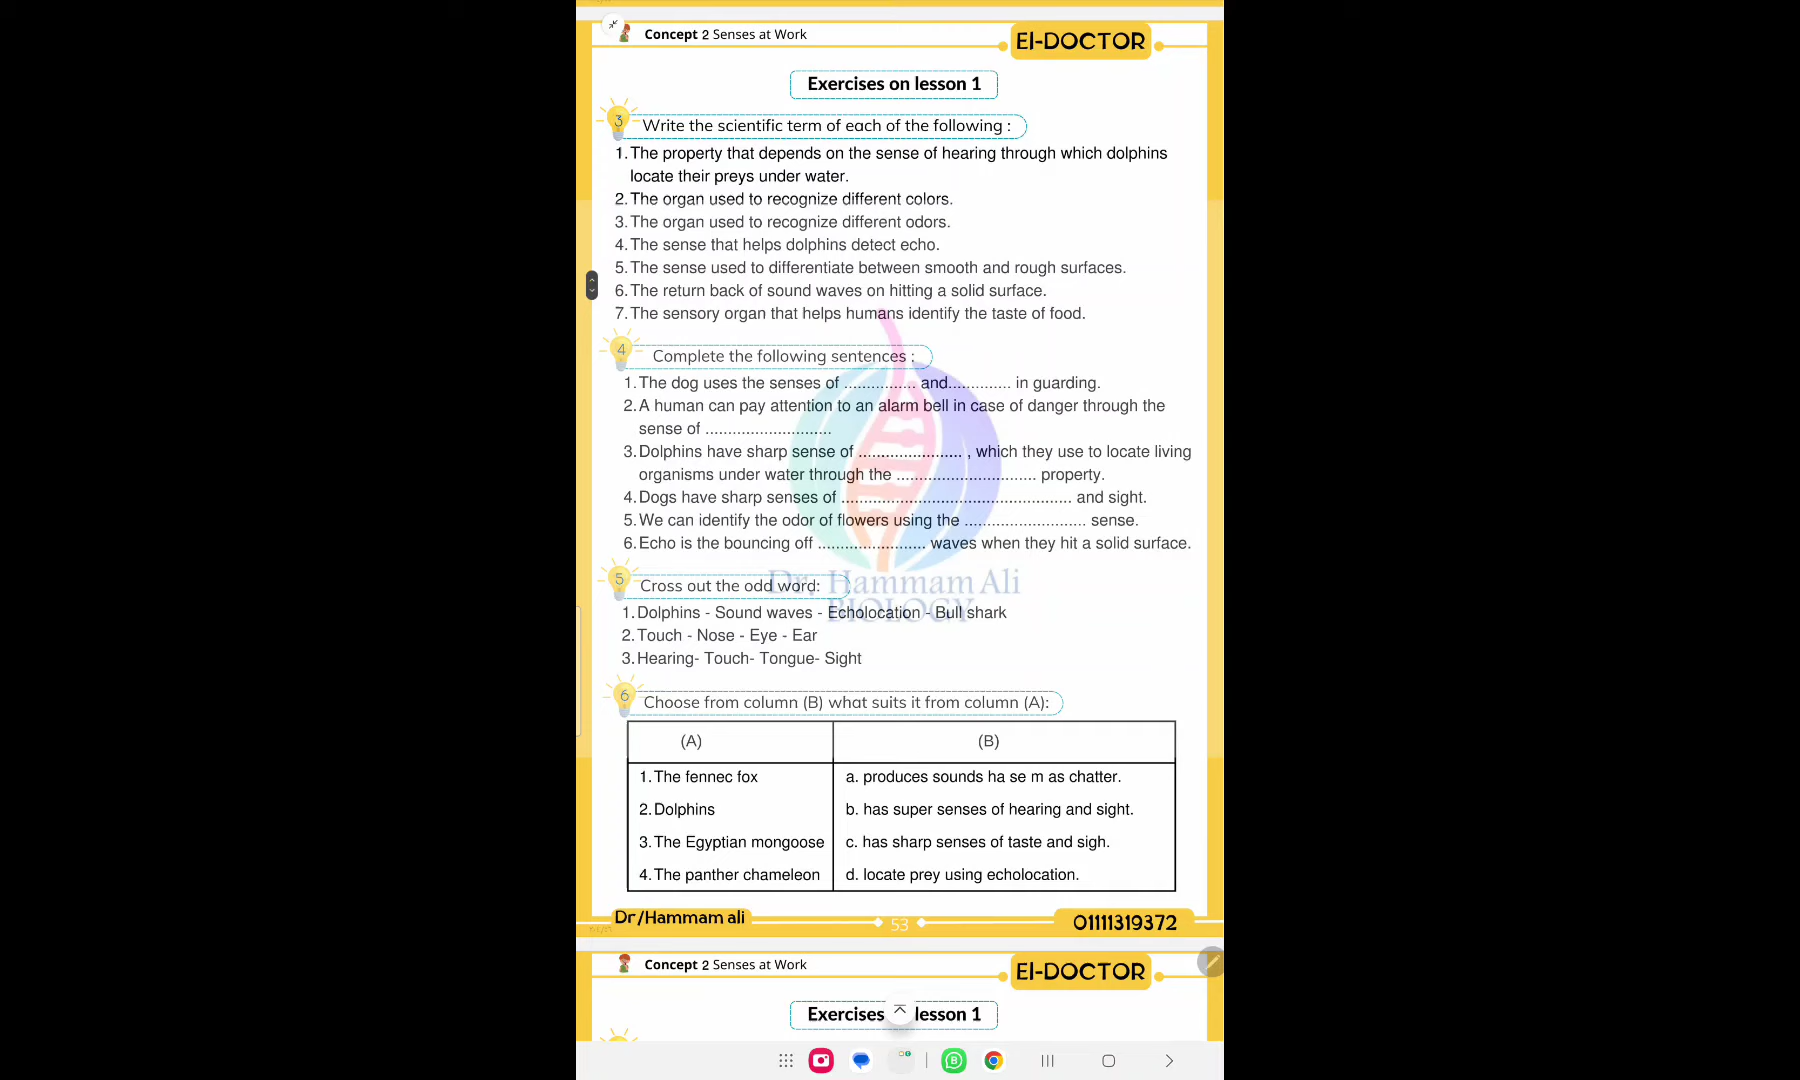 Concept 2 Senses at Work
El-DOCTOR
Exercises on lesson 1
3 Write the scientific term of each of the following :
1. The property that depends on the sense of hearing through which dolphins
locate their preys under water.
2. The organ used to recognize different colors.
3. The organ used to recognize different odors.
4. The sense that helps dolphins detect echo.
5. The sense used to differentiate between smooth and rough surfaces.
6. The return back of sound waves on hitting a solid surface.
7. The sensory organ that helps humans identify the taste of food.
4 Complete the following sentences :
1. The dog uses the senses of ................ and.............. in guarding.
2. A human can pay attention to an alarm bell in case of danger through the
sense of ............................
3. Dolphins have sharp sense of ....................... , which they use to locate living
organisms under water through the ............................... property.
4. Dogs have sharp senses of ................................................... and sight.
5. We can identify the odor of flowers using the ........................... sense.
6. Echo is the bouncing off ........................ waves when they hit a solid surface.
Dr. Hammam Ali
BIOLOGY
5 Cross out the odd word:
1. Dolphins - Sound waves - Echolocation - Bull shark
2. Touch - Nose - Eye - Ear
3. Hearing- Touch- Tongue- Sight
6 Choose from column (B) what suits it from column (A):
(A) (B)
1. The fennec fox a. produces sounds ha se m as chatter.
2. Dolphins b. has super senses of hearing and sight.
3. The Egyptian mongoose c. has sharp senses of taste and sigh.
4. The panther chameleon d. locate prey using echolocation.
Dr/Hammam ali
53
01111319372
Concept 2 Senses at Work
El-DOCTOR
Exercises lesson 1